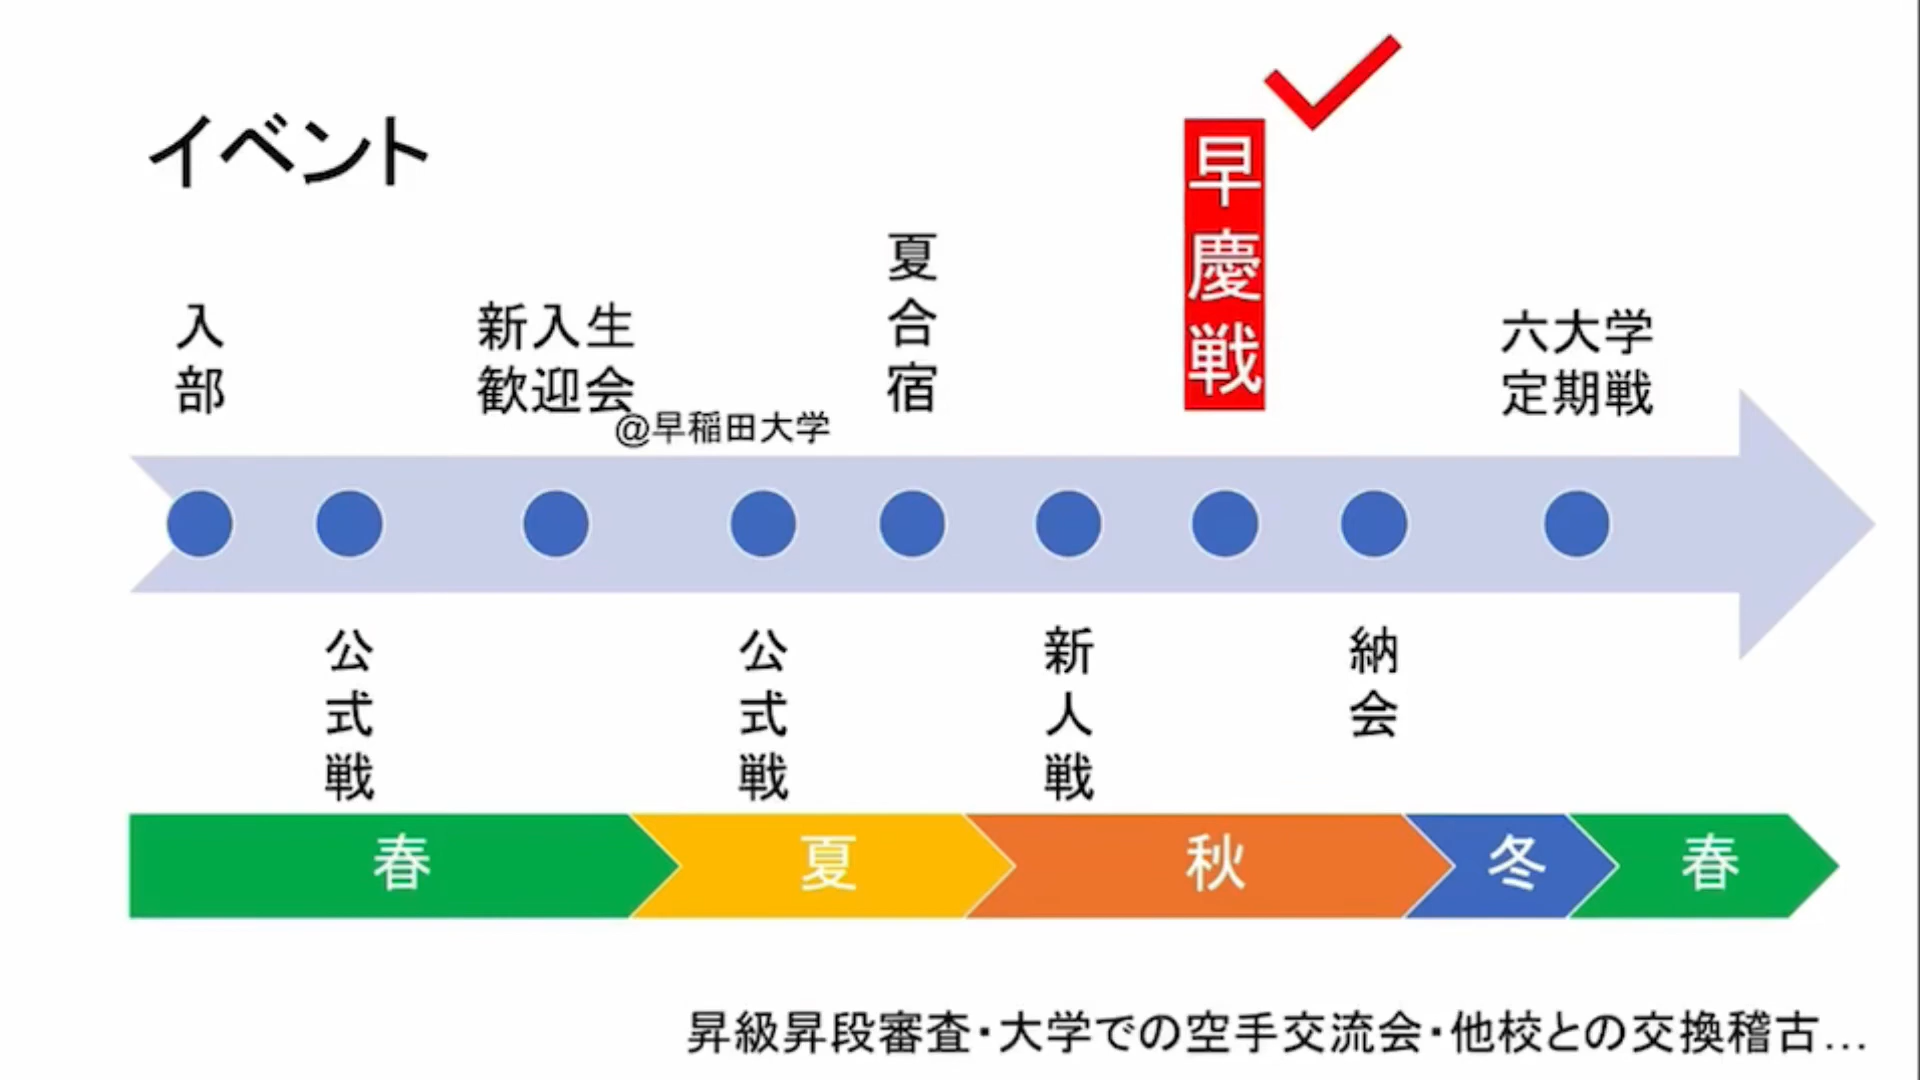 イベント
入部
公式戦
新入生
歓迎会
@早稲田大学
公式戦
夏合宿
新人戦
早慶戦
納会
六大学
定期戦
春
夏
秋
冬
春
昇級昇段審査・大学での空手交流会・他校との交換稽古…